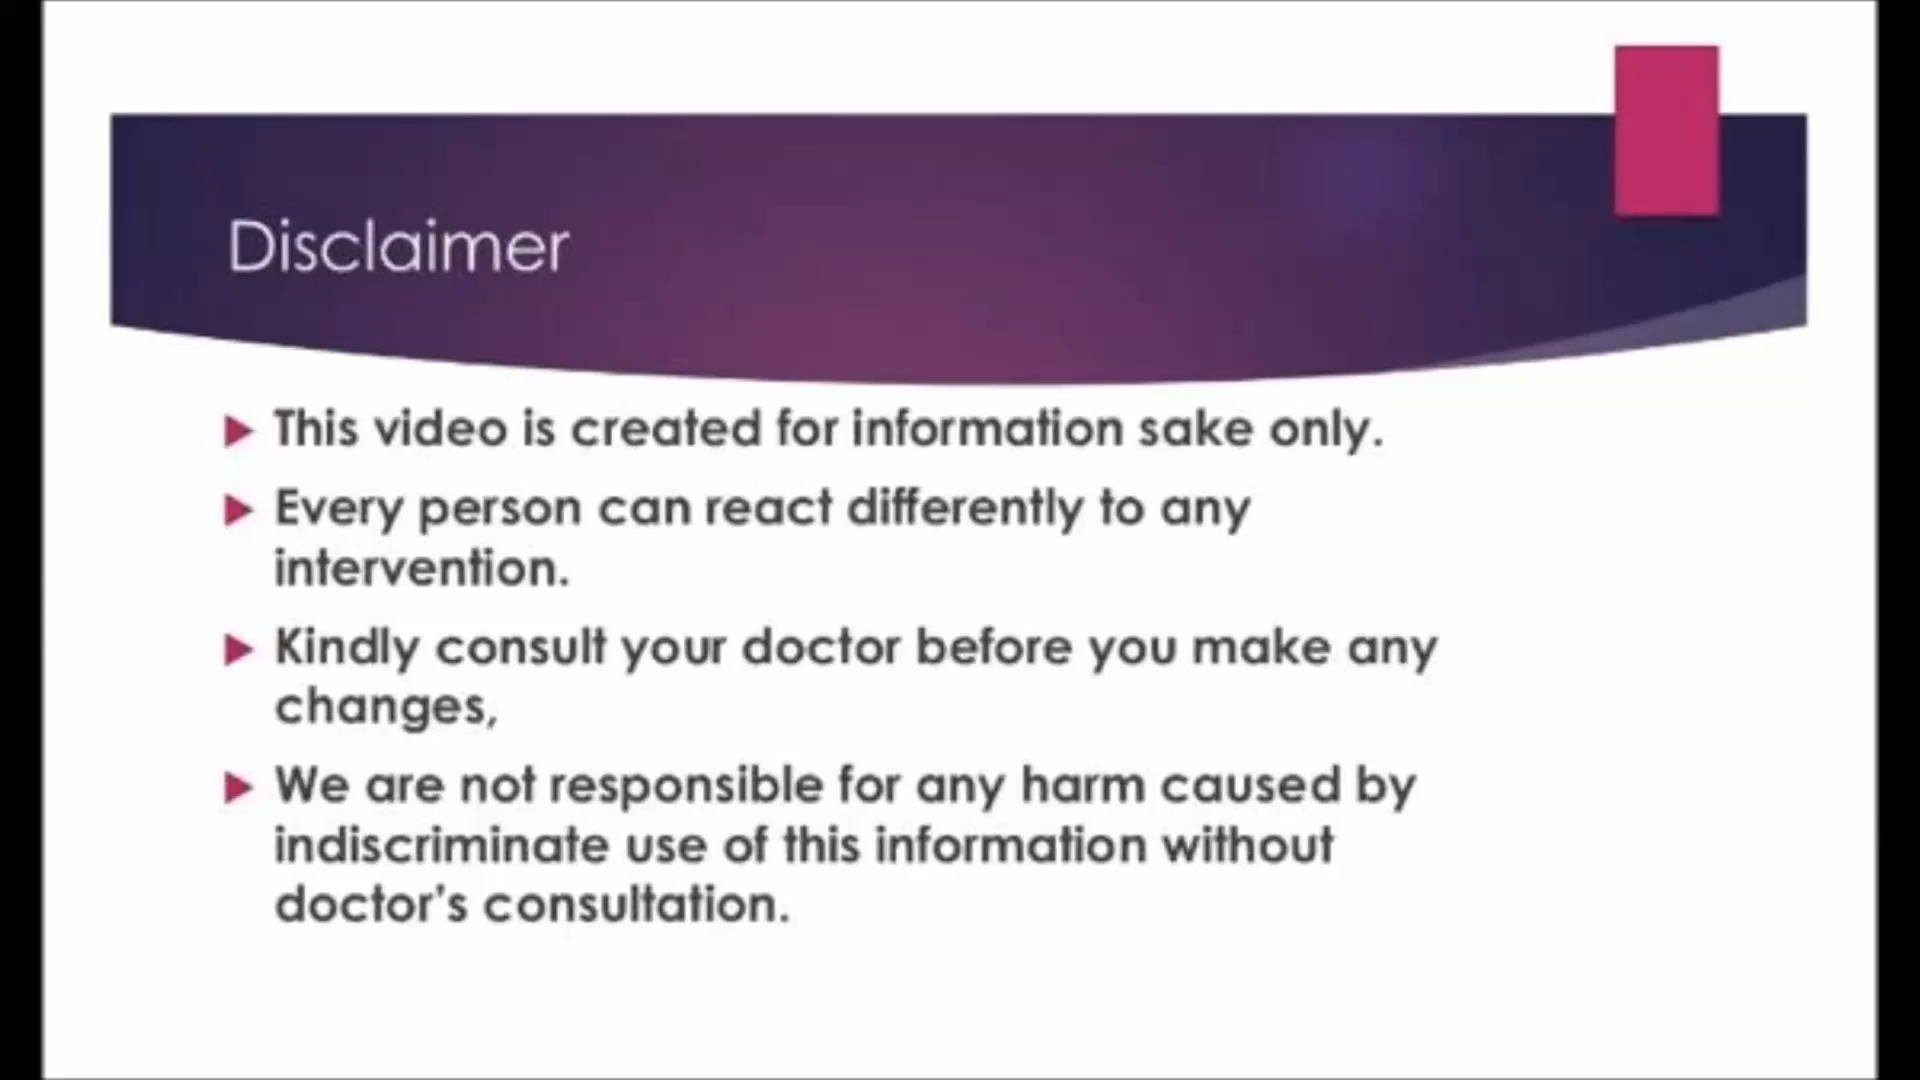 Disclaimer
This video is created for information sake only.
Every person can react differently to any
intervention.
Kindly consult your doctor before you make any
changes,
We are not responsible for any harm caused by
indiscriminate use of this information without
doctor's consultation.